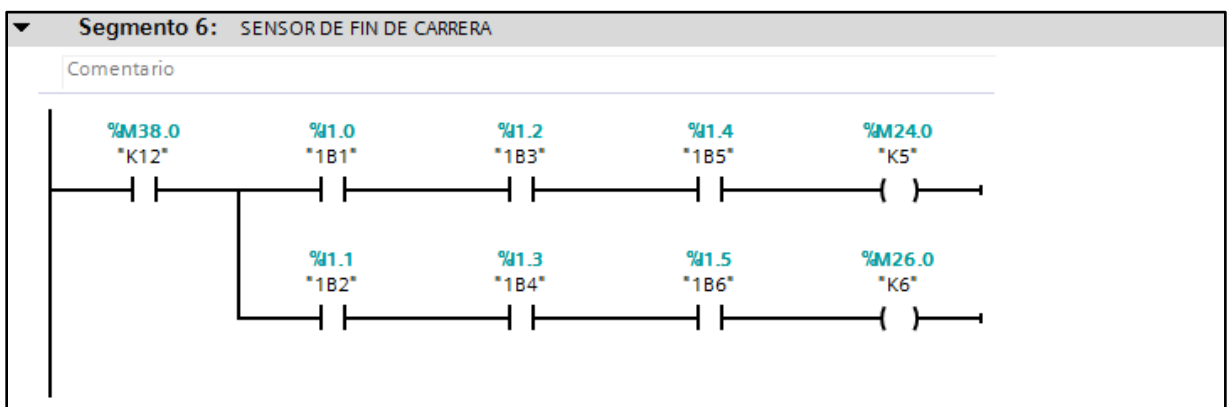 Segmento 6: SENSOR DE FIN DE CARRERA
Comentario
%M38.0 %I1.0 %I1.2 %I1.4 %M24.0
"K12" "1B1" "1B3" "1B5" "K5"
%I1.1 %I1.3 %I1.5 %M26.0
"1B2" "1B4" "1B6" "K6"